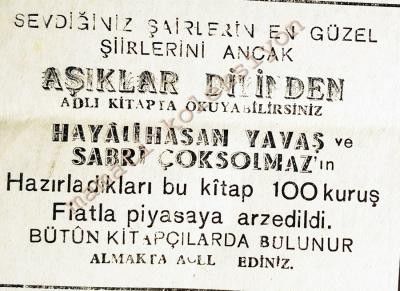 SEVDİĞİNİZ ŞAİRLERİN EN GÜZEL
ŞİİRLERİNİ ANCAK
AŞIKLAR DİLİNDEN
ADLI KİTAPTA OKUYABİLİRSİNİZ
HAYALİ HASAN YAVAŞ ve
SABRİ ÇOKSOLMAZ'ın
Hazırladıkları bu kîtap 100 kuruş
Fiatla piyasaya arzedildi.
BÜTÜN KİTAPÇILARDA BULUNUR
ALMAKTA ACELE EDİNİZ.